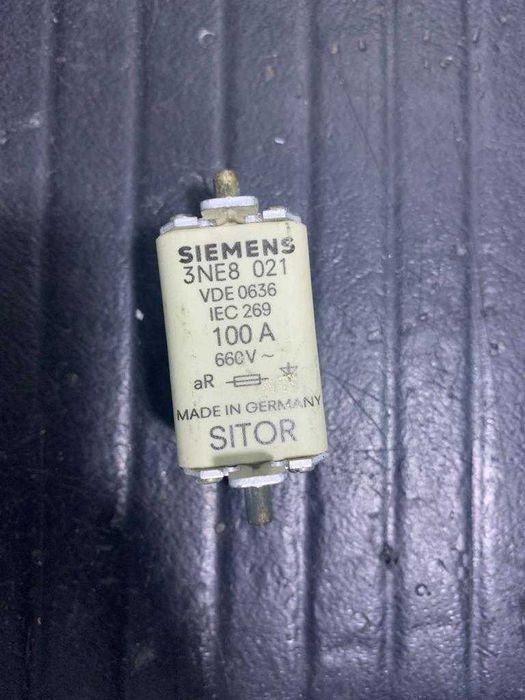 SIEMENS
3NE8 021
VDE 0636
IEC 269
100 A
660V ~
aR
MADE IN GERMANY
SITOR